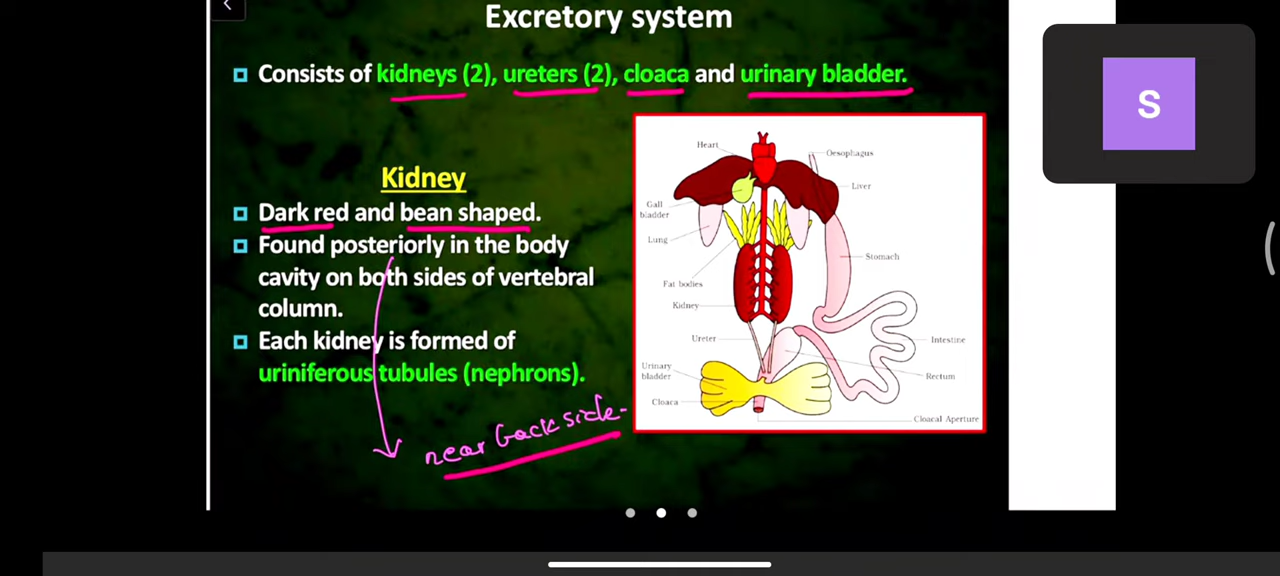 Excretory system
Consists of kidneys (2), ureters (2), cloaca and urinary bladder.
Kidney
Dark red and bean shaped.
Found posteriorly in the body
cavity on both sides of vertebral
column.
Each kidney is formed of
uriniferous tubules (nephrons).
near back side-
Heart
Oesophagus
Liver
Gall
bladder
Lung
Stomach
Fat bodies
Kidney
Ureter
Intestine
Urinary
bladder
Rectum
Cloaca
Cloacal Aperture
S